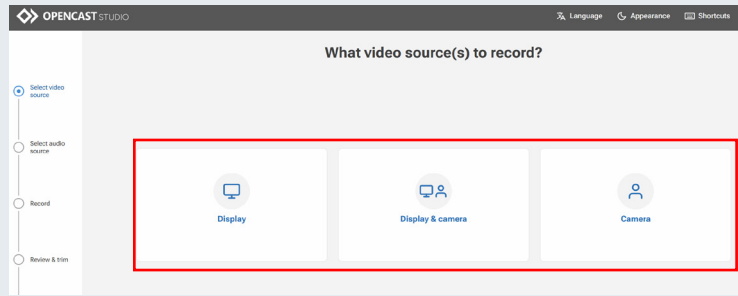 OPENCAST STUDIO
Language
Appearance
Shortcuts
What video source(s) to record?
Select video
source
Select audio
source
Record
Review & trim
Display
Display & camera
Camera